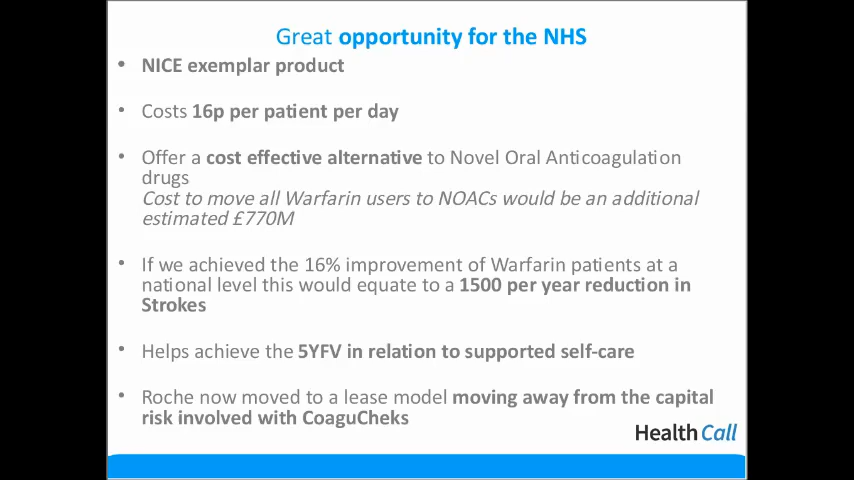 Great opportunity for the NHS
• NICE exemplar product
• Costs 16p per patient per day
• Offer a cost effective alternative to Novel Oral Anticoagulation
drugs
Cost to move all Warfarin users to NOACs would be an additional
estimated £770M
• If we achieved the 16% improvement of Warfarin patients at a
national level this would equate to a 1500 per year reduction in
Strokes
• Helps achieve the 5YFV in relation to supported self-care
• Roche now moved to a lease model moving away from the capital
risk involved with CoaguCheks
Health Call